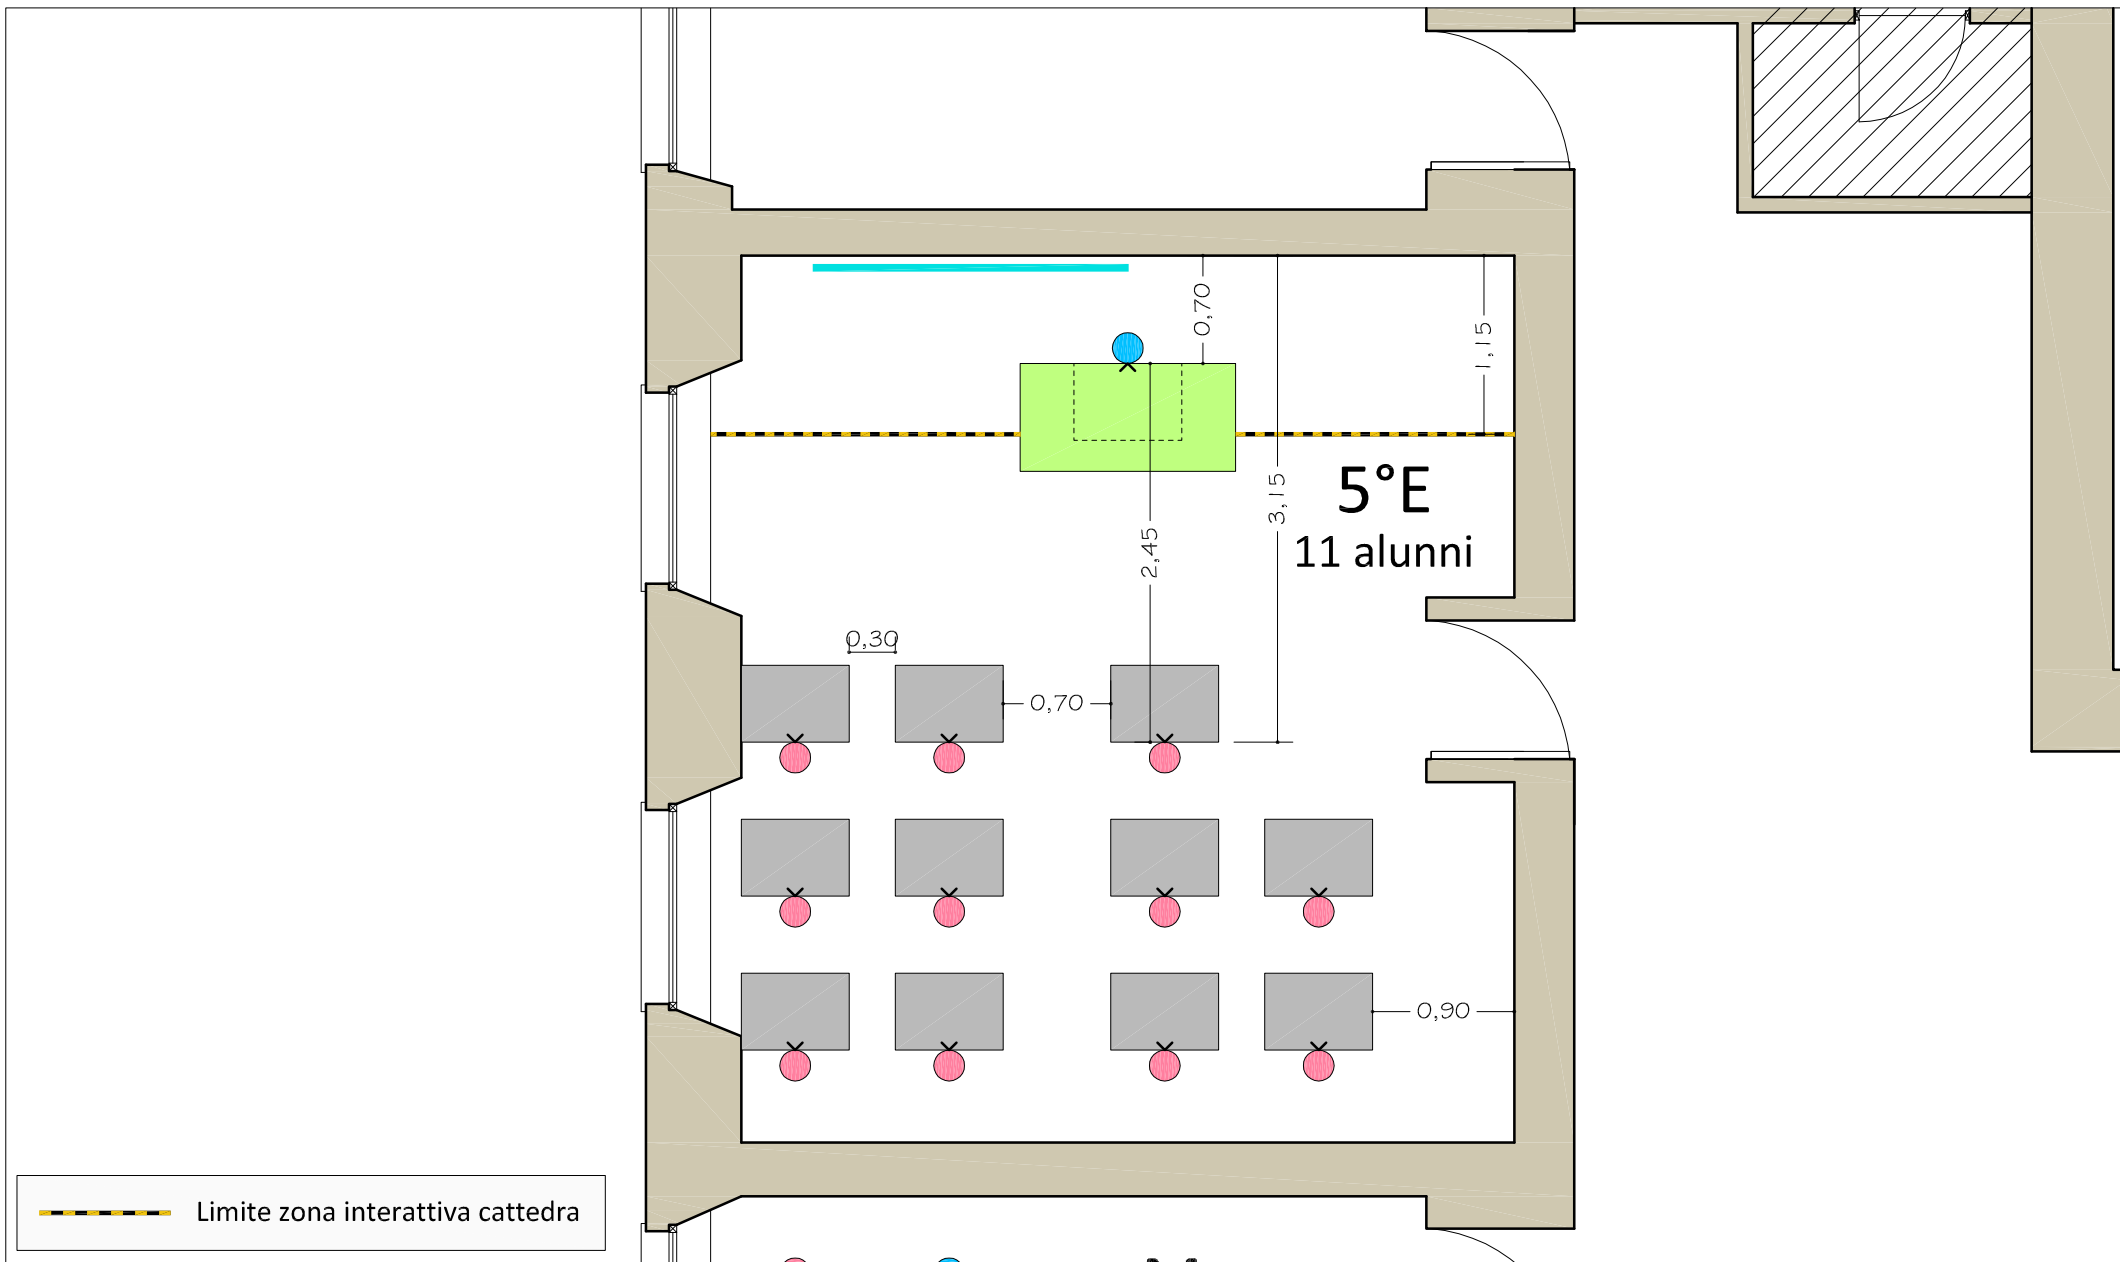 0,70
1,15
3,15
5°E
11 alunni
2,45
0,30
0,70
0,90
Limite zona interattiva cattedra